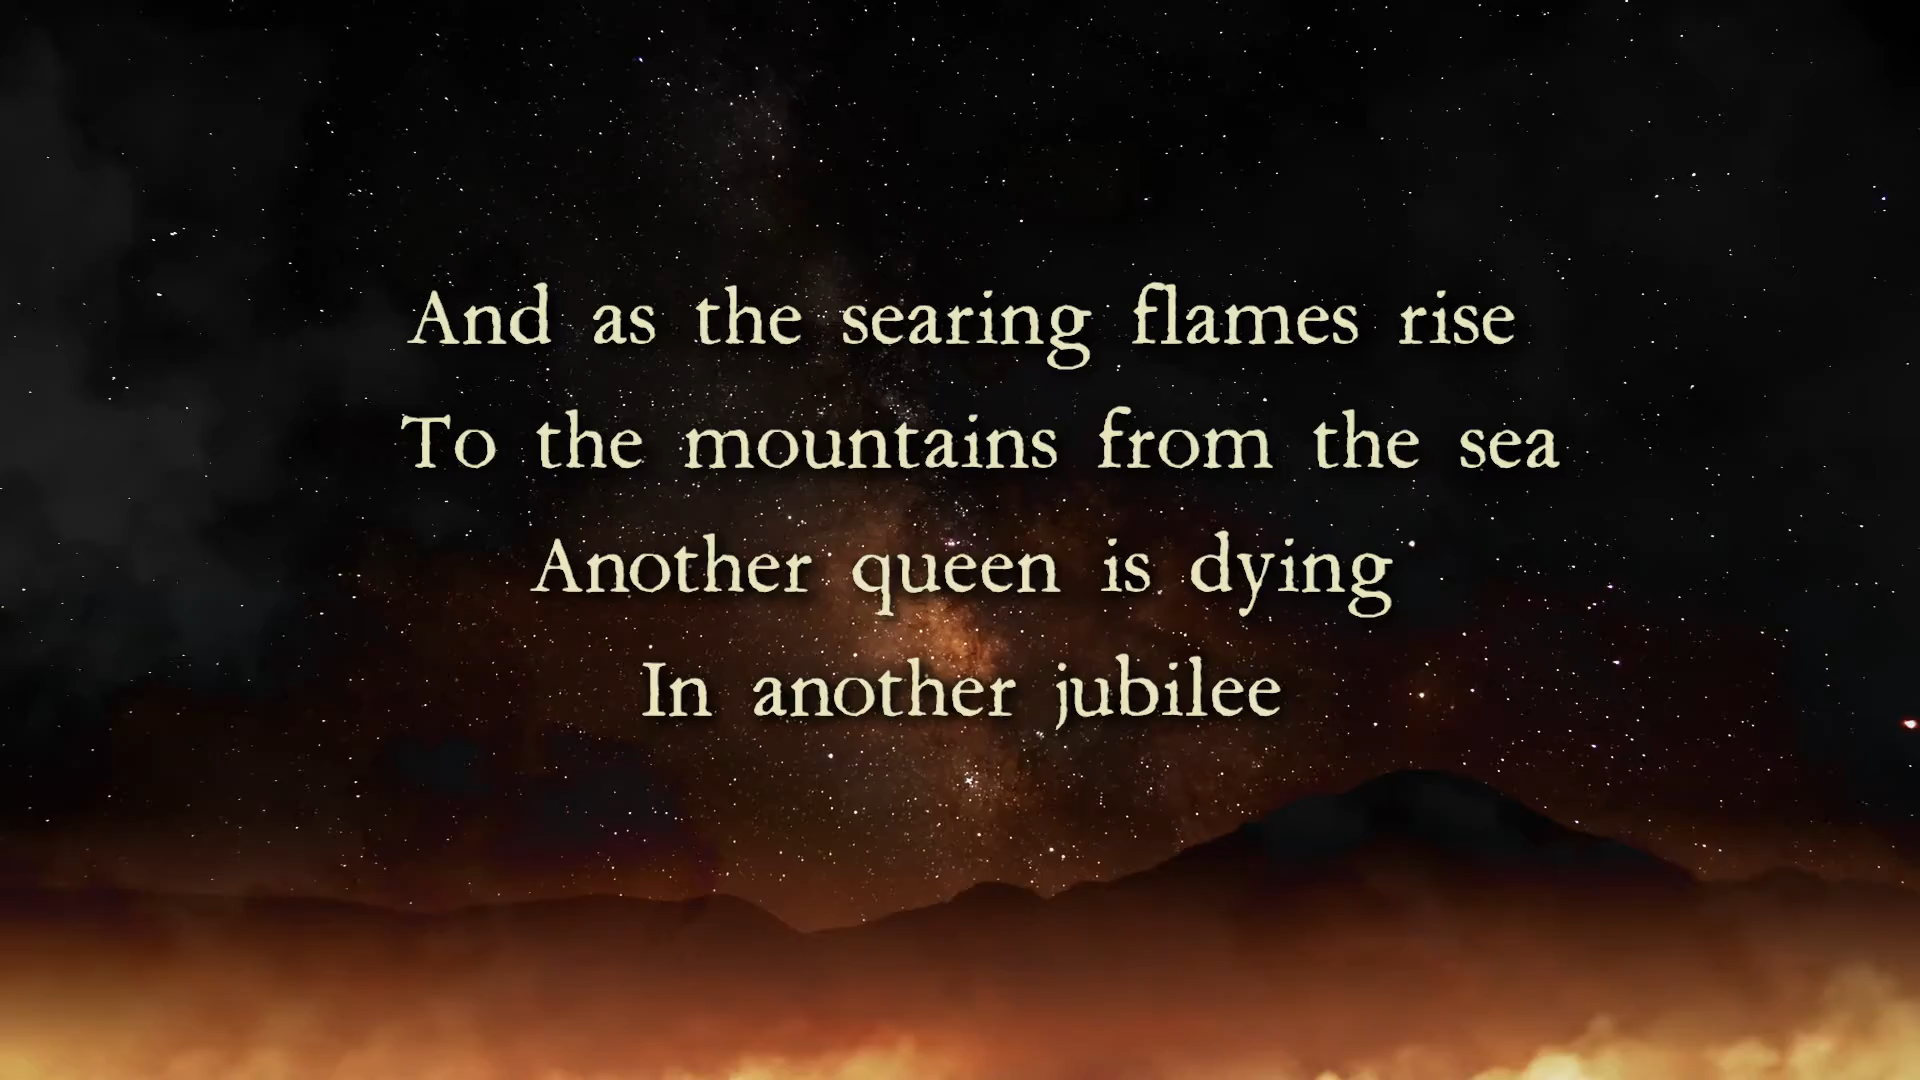 And as the searing flames rise
To the mountains from the sea
Another queen is dying
In another jubilee